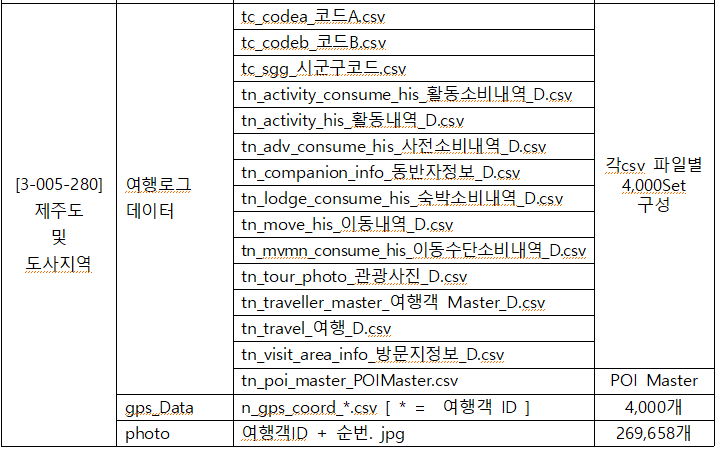 [3-005-280]
제주도
및
도사지역
여행로그
데이터
tc_codea_코드A.csv
tc_codeb_코드B.csv
tc_sgg_시군구코드.csv
tn_activity_consume_his_활동소비내역_D.csv
tn_activity_his_활동내역_D.csv
tn_adv_consume_his_사전소비내역_D.csv
tn_companion_info_동반자정보_D.csv
tn_lodge_consume_his_숙박소비내역_D.csv
tn_move_his_이동내역_D.csv
tn_mvmn_consume_his_이동수단소비내역_D.csv
tn_tour_photo_관광사진_D.csv
tn_traveller_master_여행객 Master_D.csv
tn_travel_여행_D.csv
tn_visit_area_info_방문지정보_D.csv
각csv 파일별
4,000Set
구성
tn_poi_master_POIMaster.csv
POI Master
gps_Data
n_gps_coord_*.csv [ * = 여행객 ID ]
4,000개
photo
여행객ID + 순번. jpg
269,658개